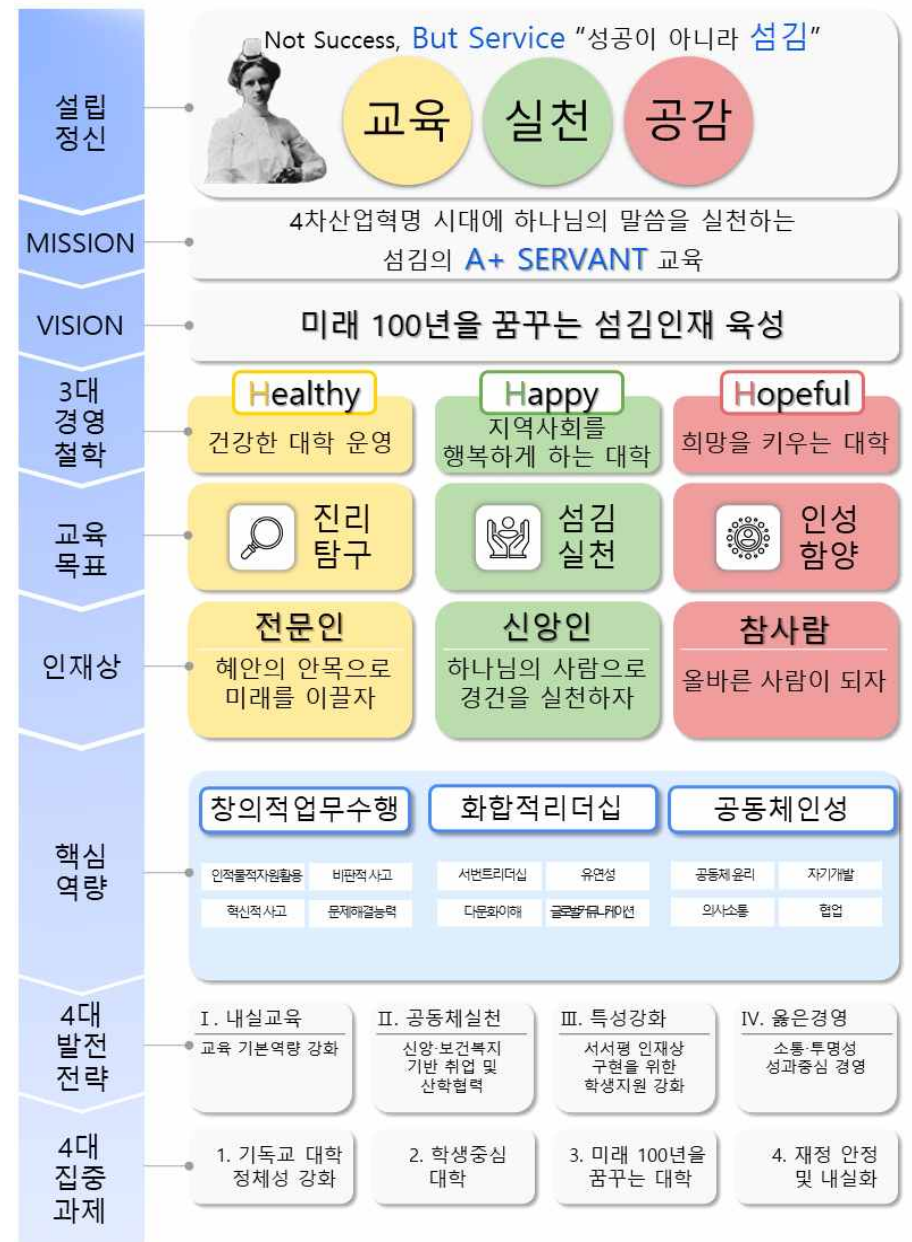 설립
정신
Not Success, But Service “성공이 아니라 섬김”
교육
실천
공감
MISSION
4차산업혁명 시대에 하나님의 말씀을 실천하는
섬김의 A+ SERVANT 교육
VISION
미래 100년을 꿈꾸는 섬김인재 육성
3대
경영
철학
Healthy
건강한 대학 운영
Happy
지역사회를
행복하게 하는 대학
Hopeful
희망을 키우는 대학
교육
목표
진리
탐구
섬김
실천
인성
함양
인재상
전문인
혜안의 안목으로
미래를 이끌자
신앙인
하나님의 사람으로
경건을 실천하자
참사람
올바른 사람이 되자
핵심
역량
창의적업무수행
인적물적자원활용
비판적 사고
혁신적 사고
문제해결능력
화합적리더십
서번트리더십
유연성
다문화이해
글로벌커뮤니케이션
공동체인성
공동체 윤리
자기개발
의사소통
협업
4대
발전
전략
Ⅰ. 내실교육
교육 기본역량 강화
Ⅱ. 공동체실천
신앙·보건복지
기반 취업 및
산학협력
Ⅲ. 특성강화
서서평 인재상
구현을 위한
학생지원 강화
Ⅳ. 옳은경영
소통·투명성
성과중심 경영
4대
집중
과제
1. 기독교 대학
정체성 강화
2. 학생중심
대학
3. 미래 100년을
꿈꾸는 대학
4. 재정 안정
및 내실화